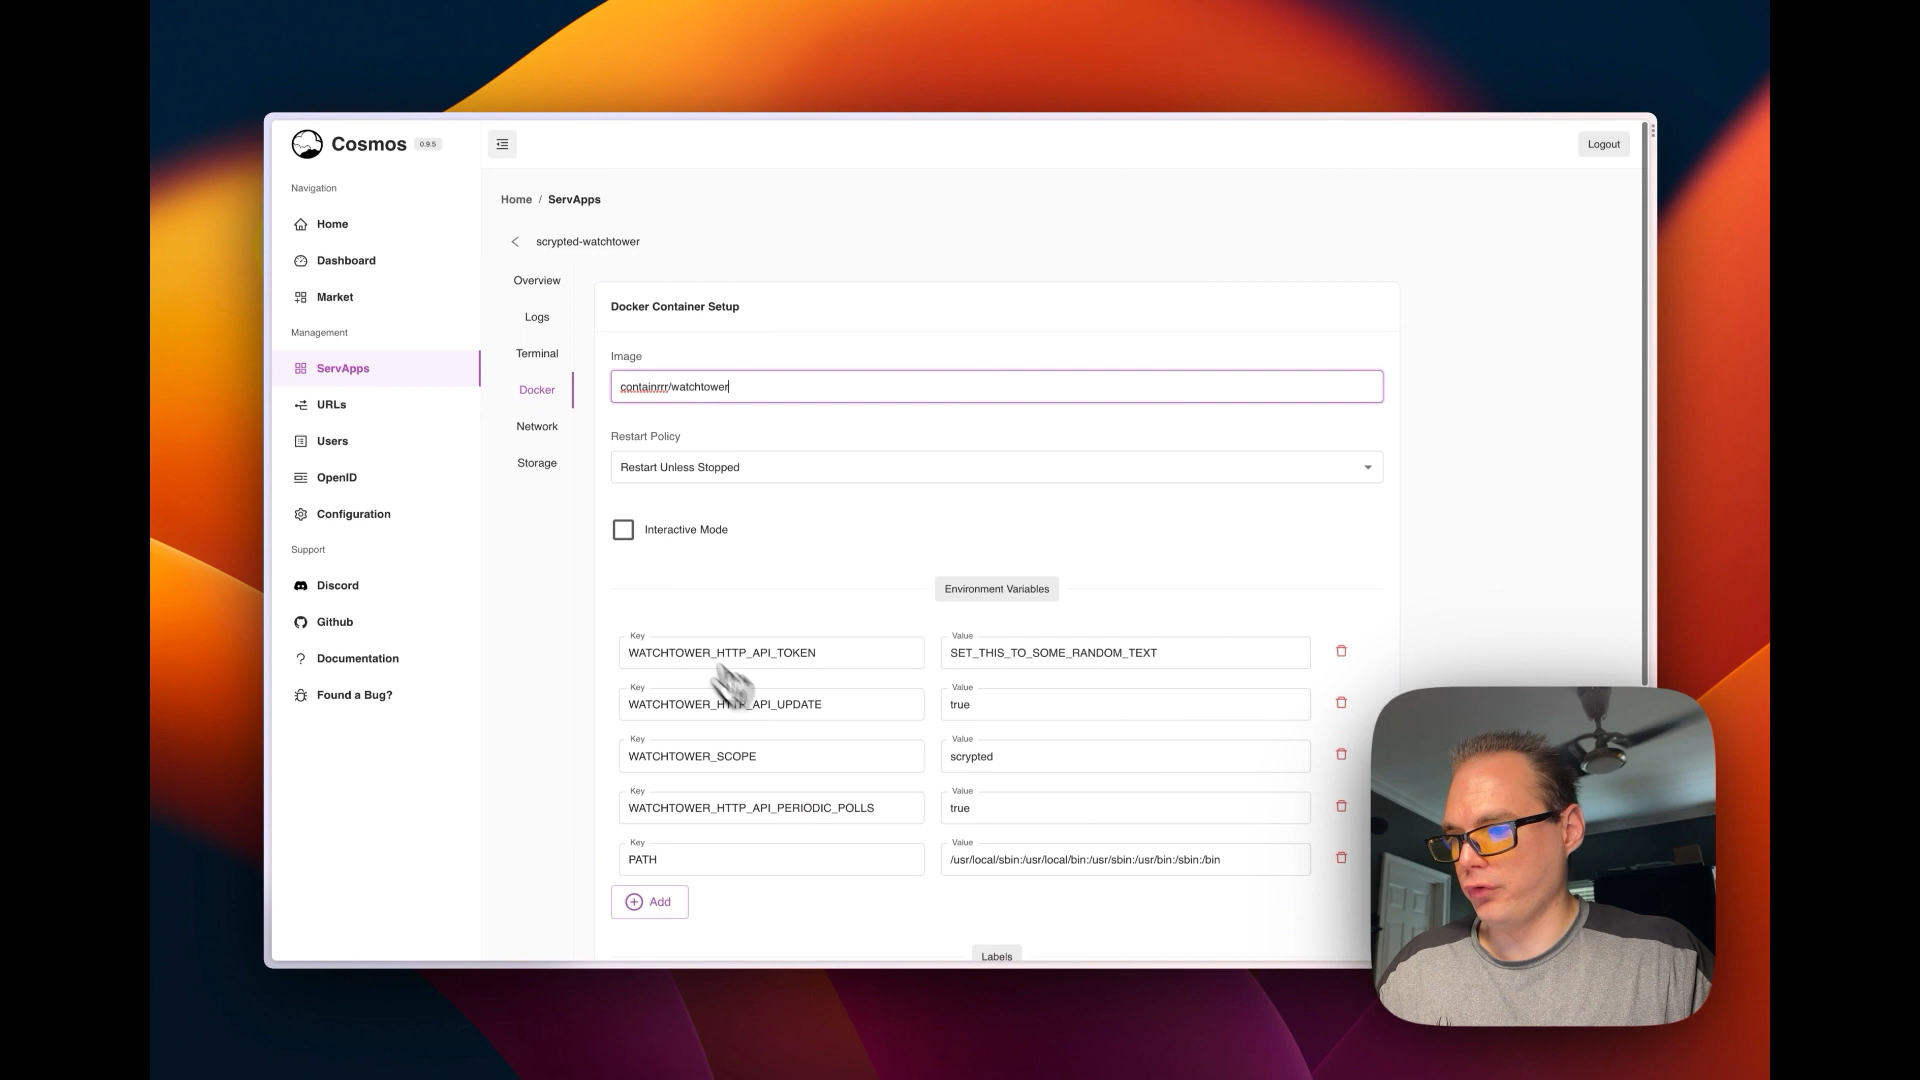 Cosmos 0.9.5
Logout
Navigation
Home
Dashboard
Market
Management
ServApps
URLs
Users
OpenID
Configuration
Support
Discord
Github
Documentation
Found a Bug?
Home / ServApps
scrypted-watchtower
Overview
Logs
Terminal
Docker
Network
Storage
Docker Container Setup
Image
containrrr/watchtower
Restart Policy
Restart Unless Stopped
Interactive Mode
Environment Variables
Key Value
WATCHTOWER_HTTP_API_TOKEN SET_THIS_TO_SOME_RANDOM_TEXT
Key Value
WATCHTOWER_HTTP_API_UPDATE true
Key Value
WATCHTOWER_SCOPE scrypted
Key Value
WATCHTOWER_HTTP_API_PERIODIC_POLLS true
Key Value
PATH /usr/local/sbin:/usr/local/bin:/usr/sbin:/usr/bin:/sbin:/bin
Add
Labels